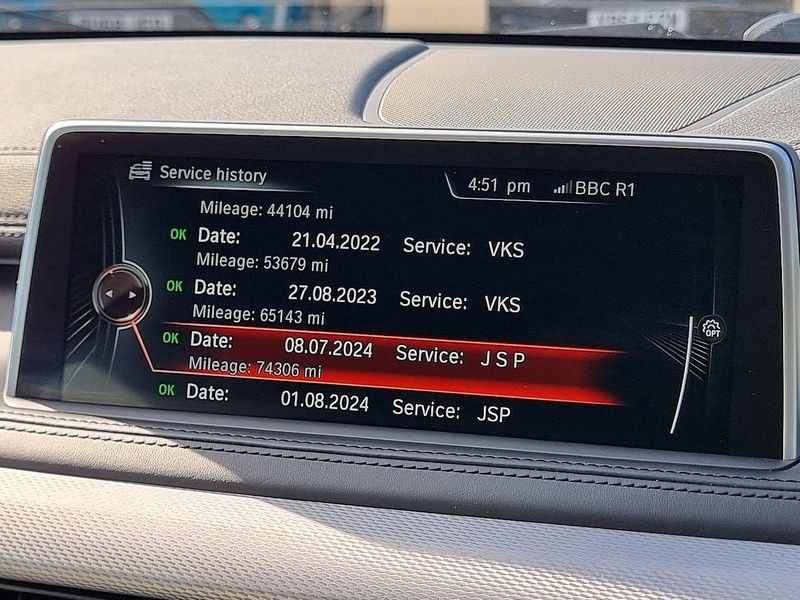 Service history
4:51 pm BBC R1
Mileage: 44104 mi
OK Date: 21.04.2022 Service: VKS
Mileage: 53679 mi
OK Date: 27.08.2023 Service: VKS
Mileage: 65143 mi
OK Date: 08.07.2024 Service: J S P
Mileage: 74306 mi
OK Date: 01.08.2024 Service: JSP
OPT